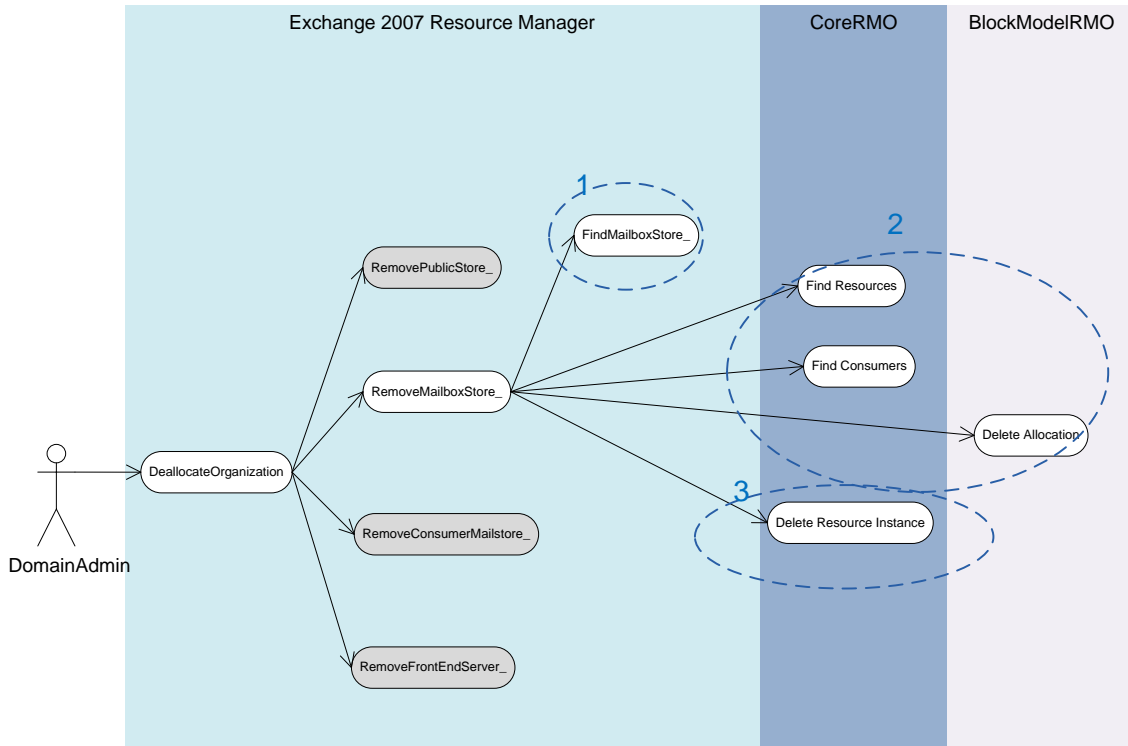 Exchange 2007 Resource Manager
CoreRMO
BlockModelRMO
1
FindMailboxStore_
2
RemovePublicStore_
Find Resources
Find Consumers
RemoveMailboxStore_
Delete Allocation
DeallocateOrganization
3
Delete Resource Instance
RemoveConsumerMailstore_
DomainAdmin
RemoveFrontEndServer_